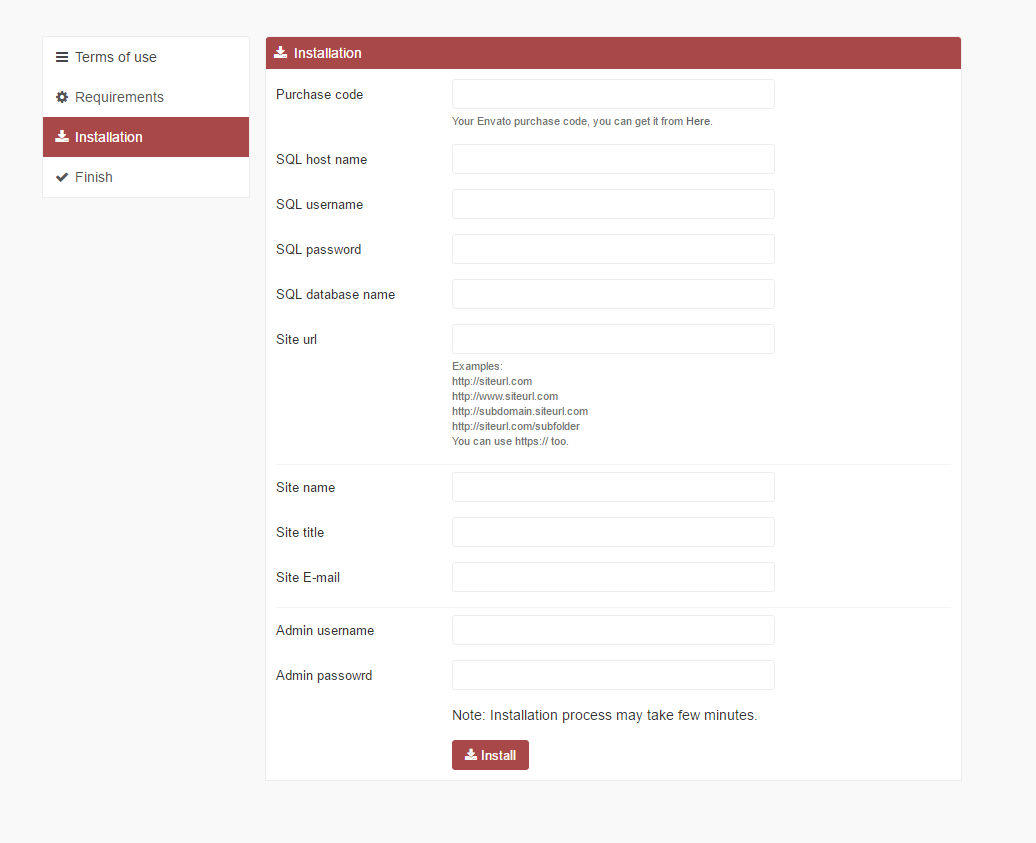 Terms of use
Requirements
Installation
Finish
Installation
Purchase code
Your Envato purchase code, you can get it from Here.
SQL host name
SQL username
SQL password
SQL database name
Site url
Examples:
http://siteurl.com
http://www.siteurl.com
http://subdomain.siteurl.com
http://siteurl.com/subfolder
You can use https:// too.
Site name
Site title
Site E-mail
Admin username
Admin passowrd
Note: Installation process may take few minutes.
Install